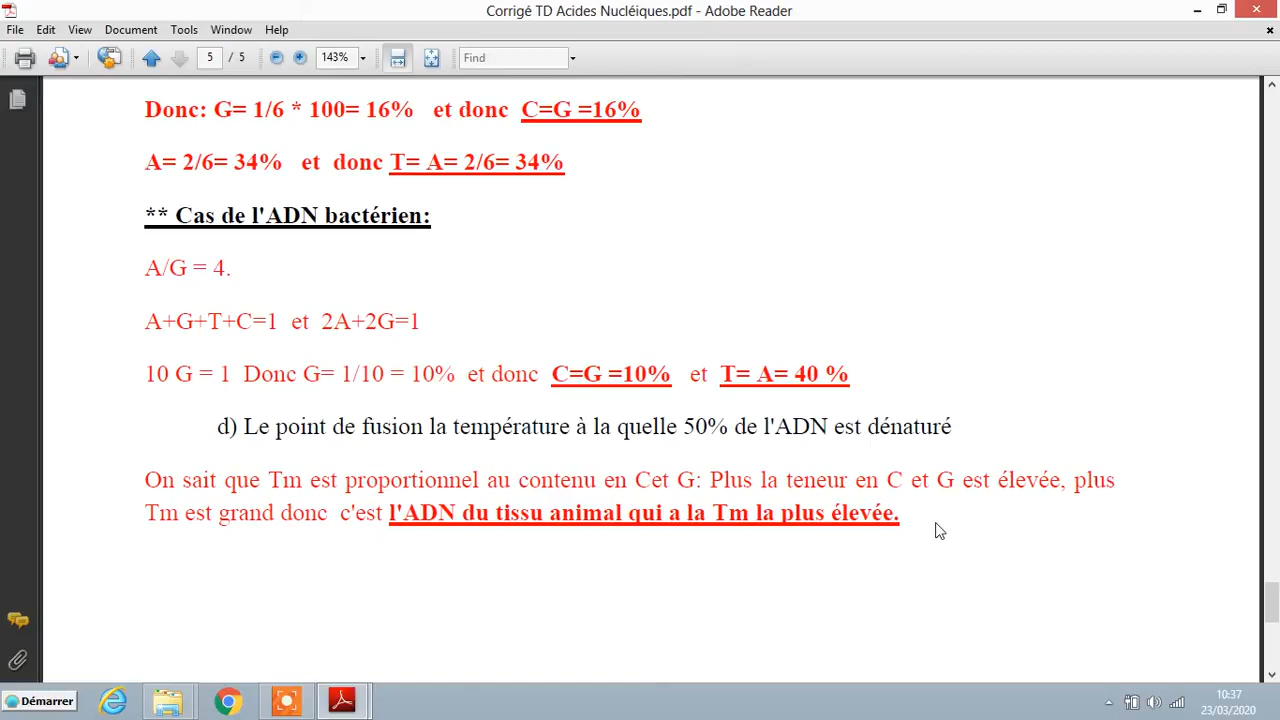 Corrigé TD Acides Nucléiques.pdf - Adobe Reader
File Edit View Document Tools Window Help
5 / 5 143% Find
Donc: G= 1/6 * 100= 16% et donc C=G =16%
A= 2/6= 34% et donc T= A= 2/6= 34%
** Cas de l'ADN bactérien:
A/G = 4.
A+G+T+C=1 et 2A+2G=1
10 G = 1 Donc G= 1/10 = 10% et donc C=G =10% et T= A= 40 %
d) Le point de fusion la température à la quelle 50% de l'ADN est dénaturé
On sait que Tm est proportionnel au contenu en Cet G: Plus la teneur en C et G est élevée, plus
Tm est grand donc c'est l'ADN du tissu animal qui a la Tm la plus élevée.
Démarrer
10:37
23/03/2020